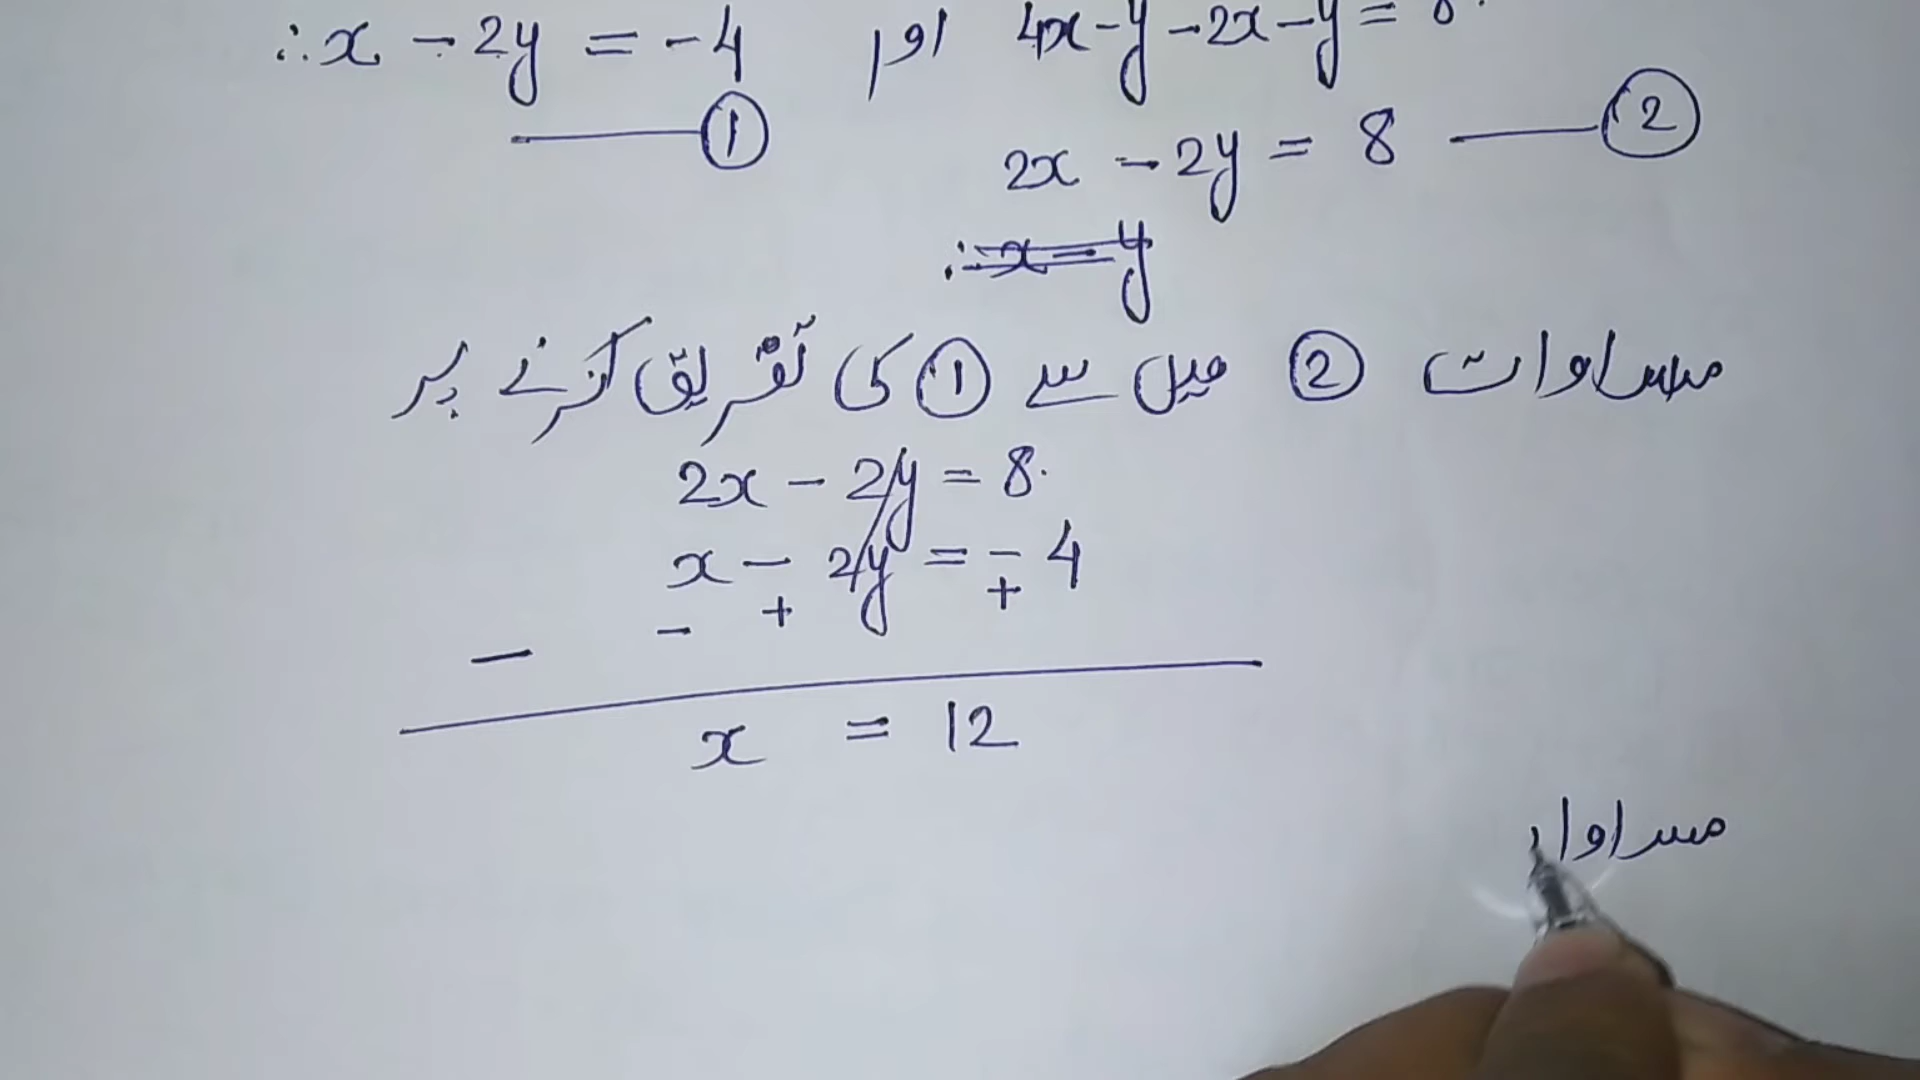 ∴ x - 2y = -4 اور 4x - y - 2x - y = 8
1
2x - 2y = 8 2
∴ x = y
مساوات 2 میں سے 1 کی تفریق کرنے پر
2x - 2y = 8
x - 2y = - 4
- + +
-
x = 12